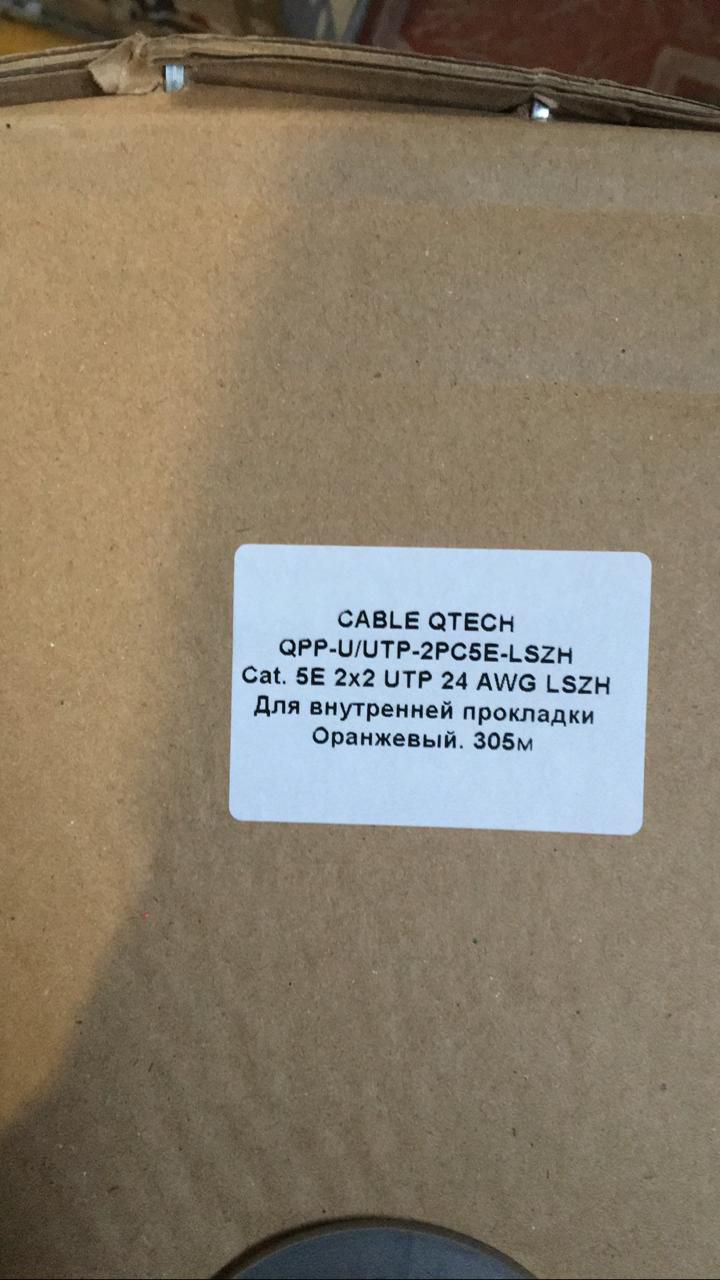 CABLE QTECH
QPP-U/UTP-2PC5E-LSZH
Cat. 5E 2x2 UTP 24 AWG LSZH
Для внутренней прокладки
Оранжевый. 305м